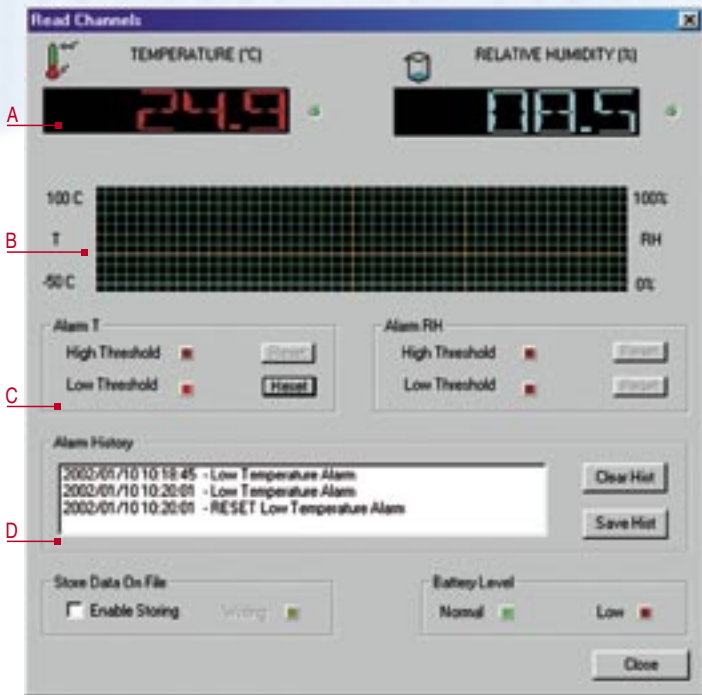 Read Channels
TEMPERATURE (°C)
RELATIVE HUMIDITY (%)
A
24.9
100 C
100%
B
T
RH
-50 C
0%
Alarm T
High Threshold
Reset
Low Threshold
Reset
C
Alarm RH
High Threshold
Reset
Low Threshold
Reset
Alarm History
2002/01/10 10:18:45 - Low Temperature Alarm
2002/01/10 10:20:01 - Low Temperature Alarm
2002/01/10 10:20:01 - RESET Low Temperature Alarm
Clear Hist
Save Hist
D
Store Data On File
Enable Storing
Writing
Battery Level
Normal
Low
Close